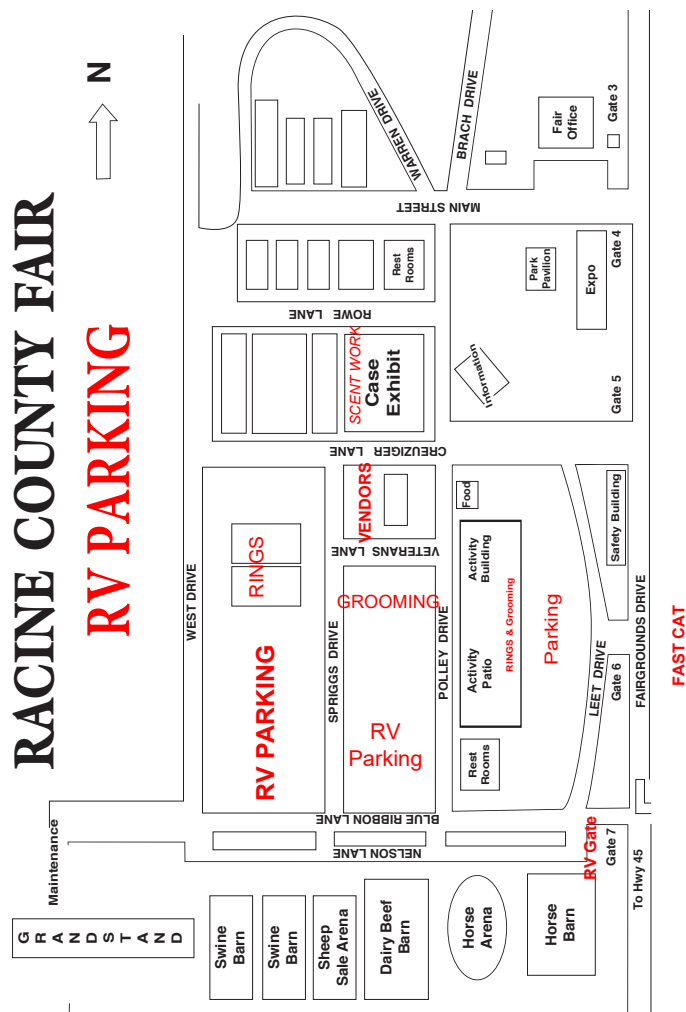 RACINE COUNTY FAIR
RV PARKING
N
WARREN DRIVE
BRACH DRIVE
Fair
Office
Gate 3
MAIN STREET
Rest
Rooms
Park
Pavilion
Expo
Gate 4
ROWE LANE
SCENT WORK
Case
Exhibit
Information
Gate 5
CREUZIGER LANE
WEST DRIVE
RINGS
RV PARKING
SPRIGGS DRIVE
VENDORS
VETERANS LANE
GROOMING
RV
Parking
POLLEY DRIVE
Food
Activity
Building
Activity
Patio
RINGS & Grooming
Rest
Rooms
Parking
LEET DRIVE
Safety Building
Gate 6
FAIRGROUNDS DRIVE
FAST CAT
BLUE RIBBON LANE
NELSON LANE
RV Gate
Gate 7
To Hwy 45
Maintenance
GRANDSTAND
Swine
Barn
Swine
Barn
Sheep
Sale Arena
Dairy Beef
Barn
Horse
Arena
Horse
Barn